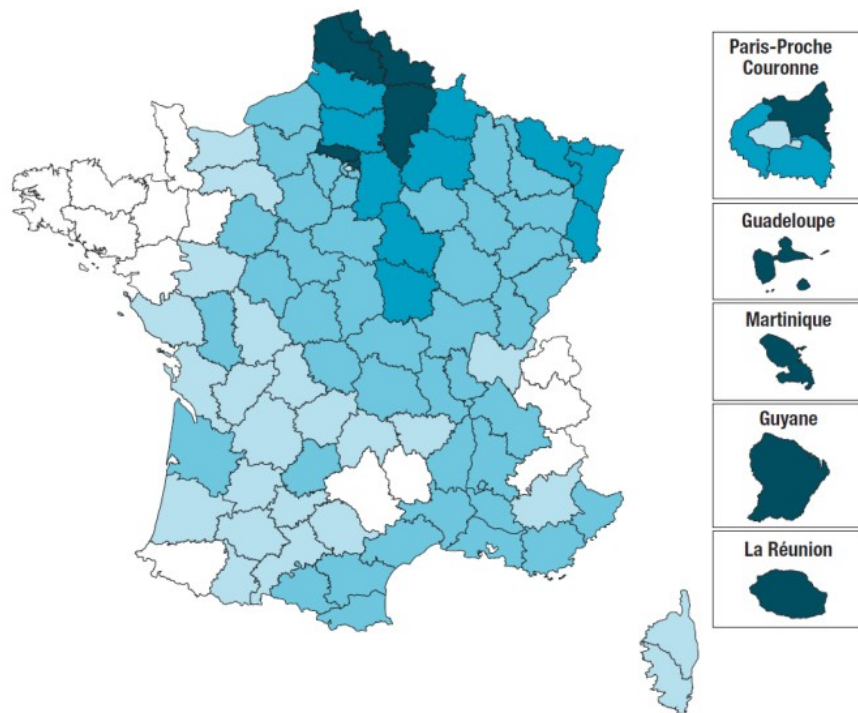 Paris-Proche
Couronne
Guadeloupe
Martinique
Guyane
La Réunion